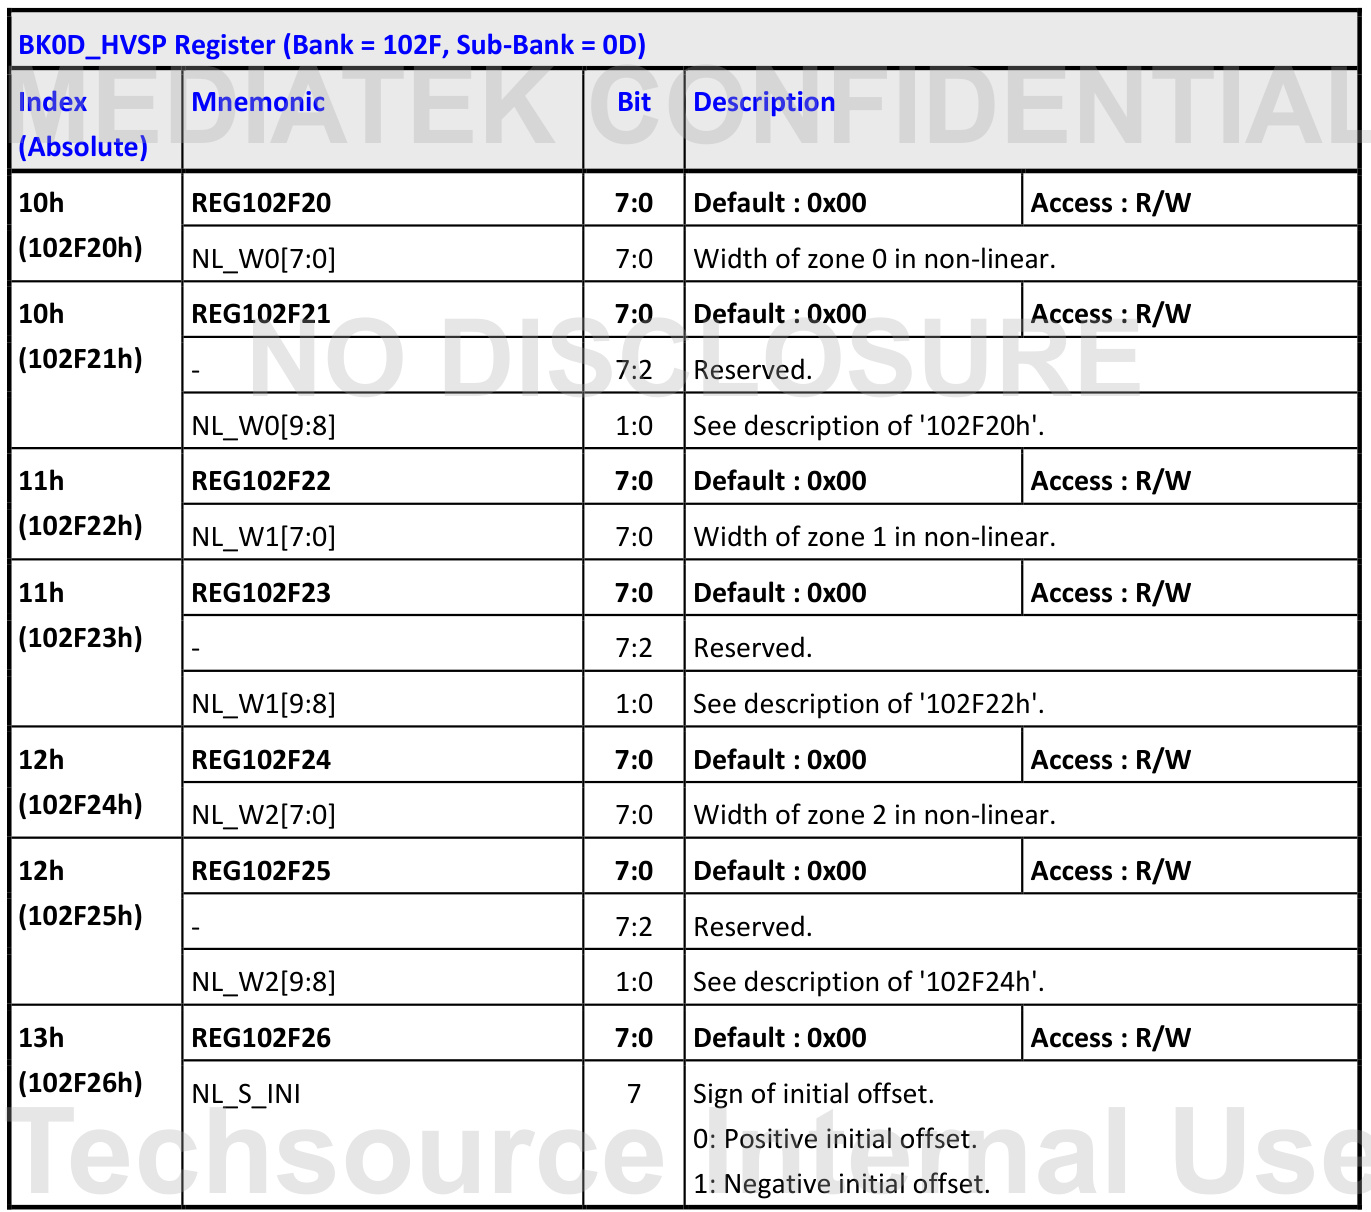 BK0D_HVSP Register (Bank = 102F, Sub-Bank = 0D)
MEDIATEK CONFIDENTIAL
Index Mnemonic Bit Description
(Absolute)
10h REG102F20 7:0 Default : 0x00 Access : R/W
(102F20h)
NL_W0[7:0] 7:0 Width of zone 0 in non-linear.
10h REG102F21 7:0 Default : 0x00 Access : R/W
NO DISCLOSURE
(102F21h)
- 7:2 Reserved.
NL_W0[9:8] 1:0 See description of '102F20h'.
11h REG102F22 7:0 Default : 0x00 Access : R/W
(102F22h)
NL_W1[7:0] 7:0 Width of zone 1 in non-linear.
11h REG102F23 7:0 Default : 0x00 Access : R/W
(102F23h)
- 7:2 Reserved.
NL_W1[9:8] 1:0 See description of '102F22h'.
12h REG102F24 7:0 Default : 0x00 Access : R/W
(102F24h)
NL_W2[7:0] 7:0 Width of zone 2 in non-linear.
12h REG102F25 7:0 Default : 0x00 Access : R/W
(102F25h)
- 7:2 Reserved.
NL_W2[9:8] 1:0 See description of '102F24h'.
13h REG102F26 7:0 Default : 0x00 Access : R/W
(102F26h)
NL_S_INI 7 Sign of initial offset.
0: Positive initial offset.
Techsource Internal Use
1: Negative initial offset.